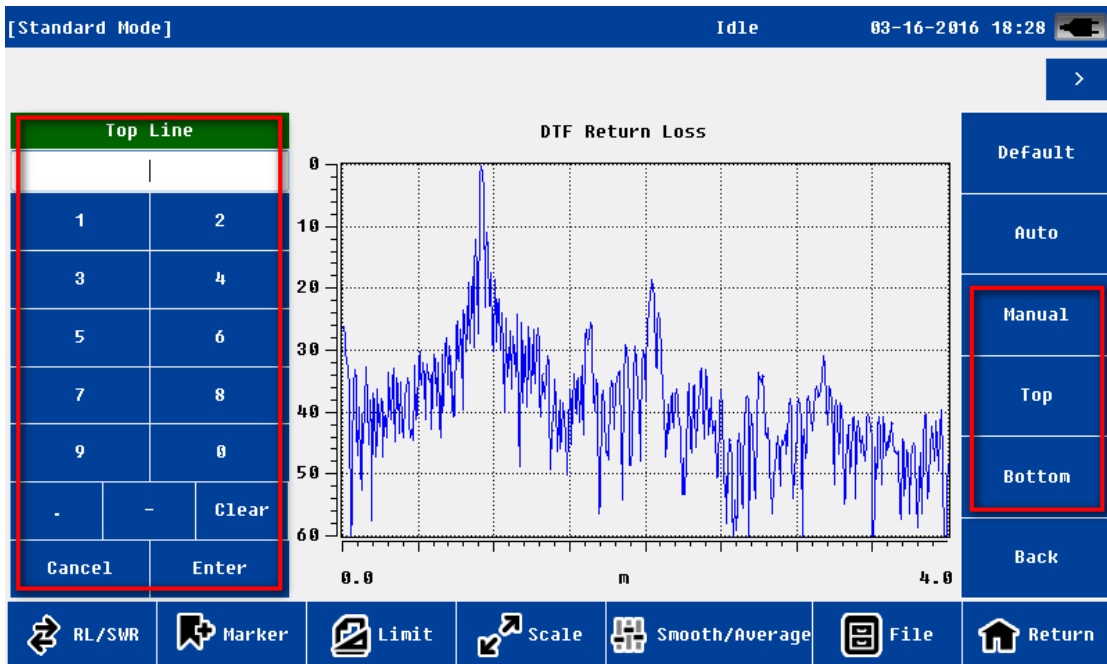 [Standard Mode] Idle 03-16-2016 18:28
>
Top Line
1 2
3 4
5 6
7 8
9 0
. - Clear
Cancel Enter
DTF Return Loss
0
10
20
30
40
50
60
0.0 m 4.0
Default
Auto
Manual
Top
Bottom
Back
RL/SWR Marker Limit Scale Smooth/Average File Return